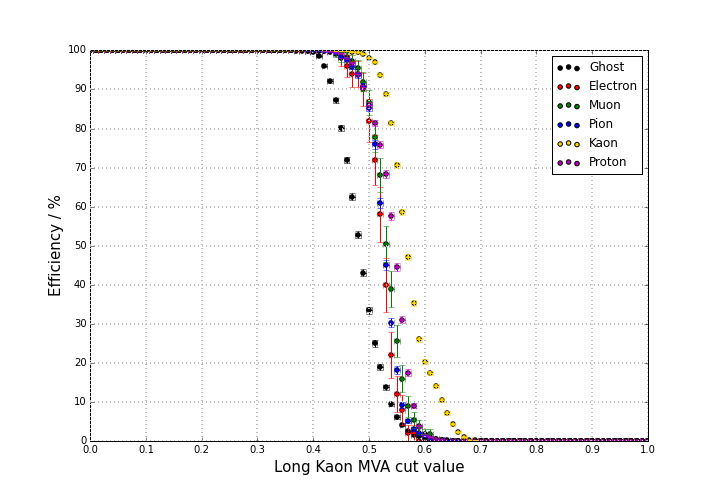 100
90
80
70
60
50
40
30
20
10
0
Efficiency / %
0.0 0.1 0.2 0.3 0.4 0.5 0.6 0.7 0.8 0.9 1.0
Long Kaon MVA cut value
Ghost
Electron
Muon
Pion
Kaon
Proton